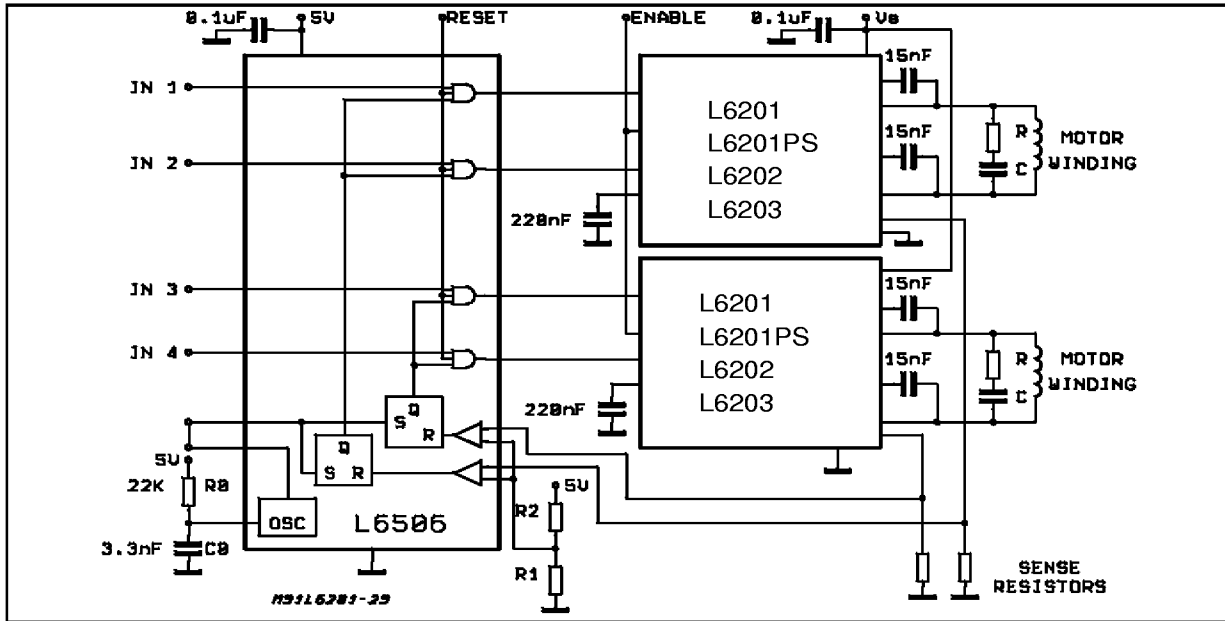 0.1uF
5V
RESET
ENABLE
0.1uF
Vs
15nF
IN 1
L6201
L6201PS
L6202
L6203
15nF
R
C
MOTOR
WINDING
IN 2
220nF
IN 3
L6201
L6201PS
L6202
L6203
15nF
15nF
R
C
MOTOR
WINDING
IN 4
220nF
S
Q
R
S
Q
R
5V
22K
R0
OSC
L6506
5V
R2
3.3nF
C0
R1
SENSE
RESISTORS
M91L6201-29